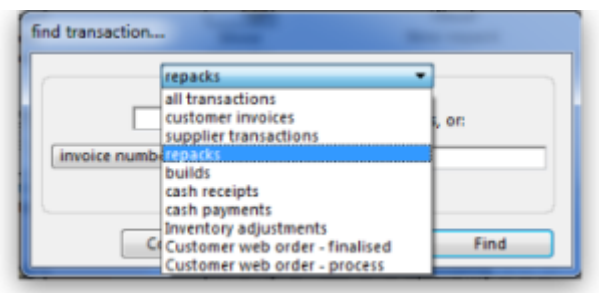 find transaction...
repacks
all transactions
customer invoices
, or:
supplier transactions
invoice numb
repacks
builds
cash receipts
cash payments
Inventory adjustments
Customer web order - finalised
Find
Customer web order - process